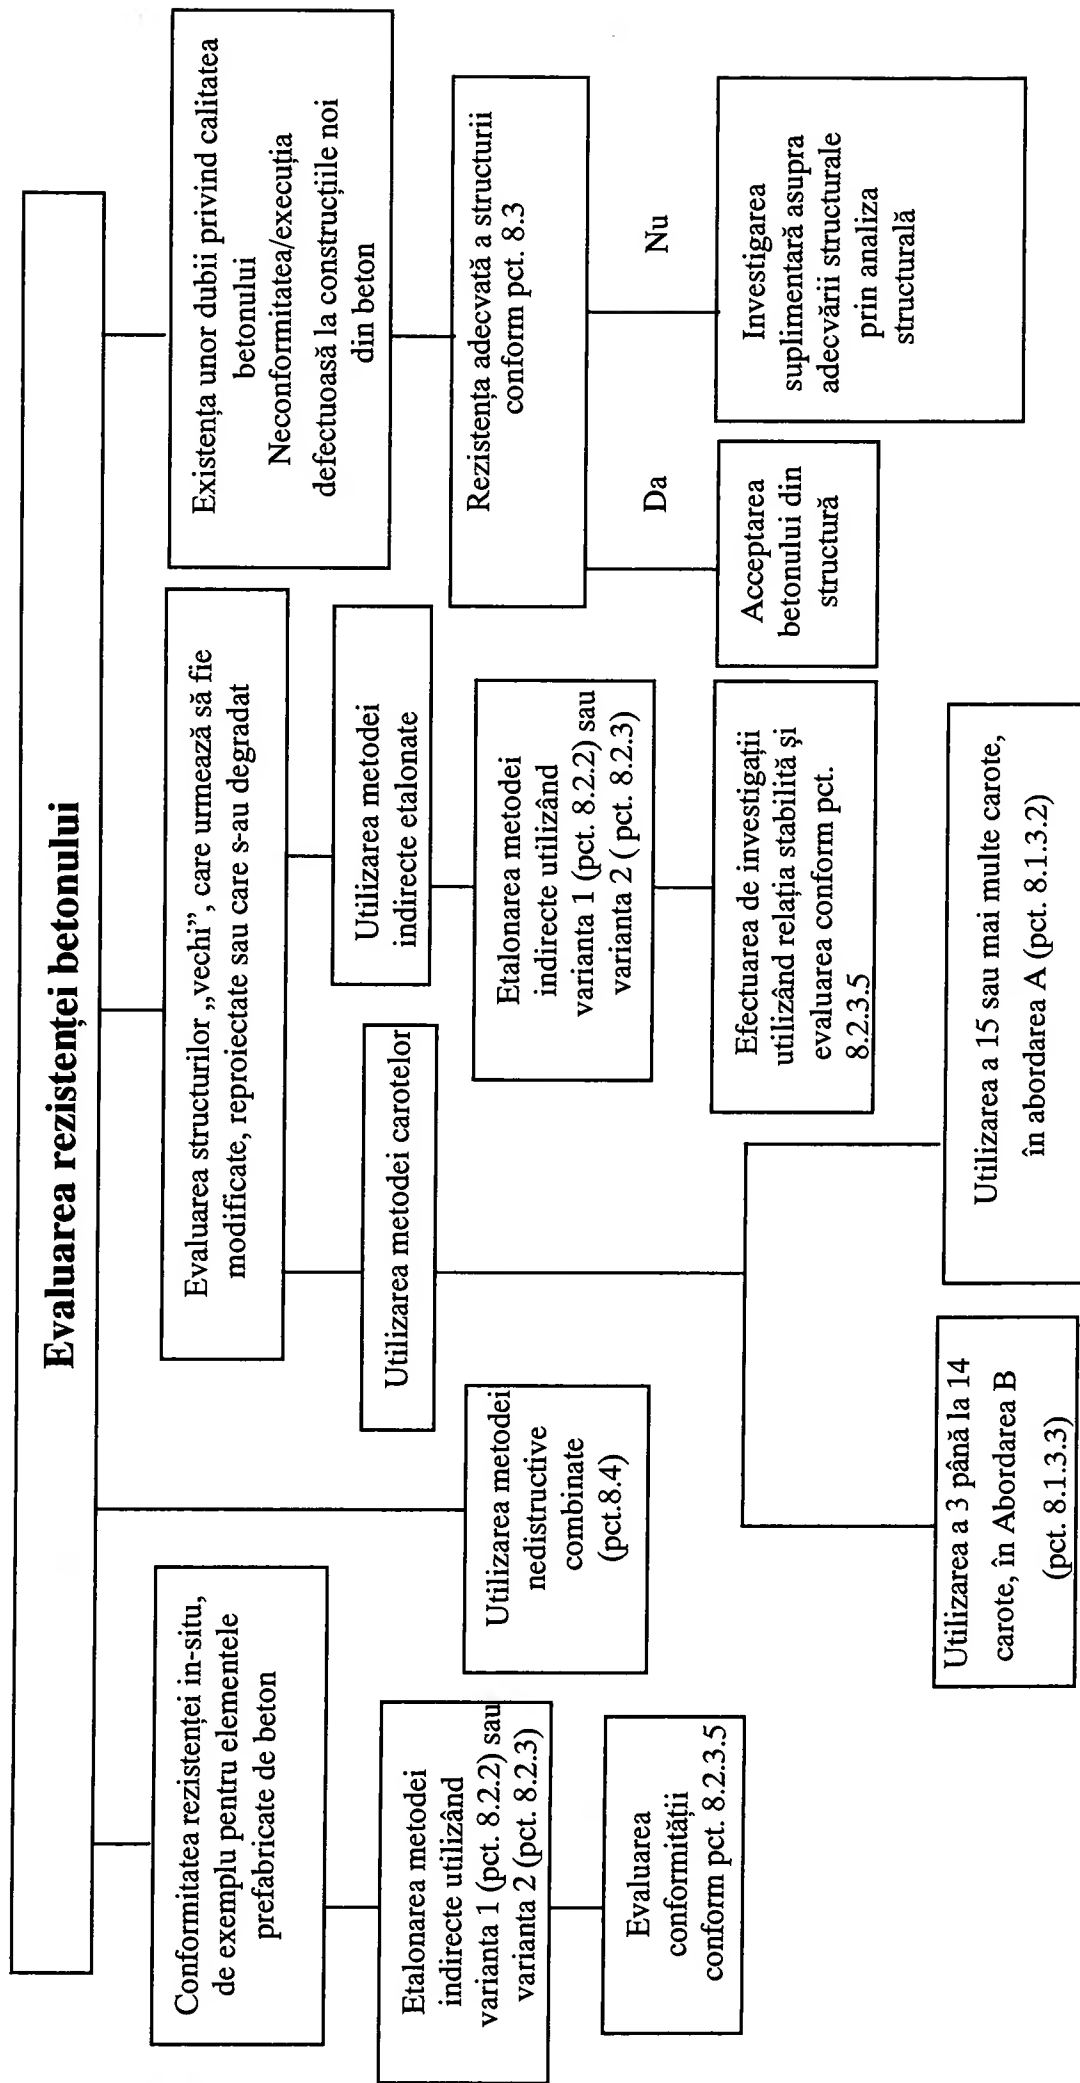 Evaluarea rezistenței betonului
Conformitatea rezistenței in-situ,
de exemplu pentru elementele
prefabricate de beton
Etalonarea metodei
indirecte utilizând
varianta 1 (pct. 8.2.2) sau
varianta 2 (pct. 8.2.3)
Evaluarea
conformității
conform pct. 8.2.3.5
Utilizarea metodei
nedistructive
combinate
(pct.8.4)
Evaluarea structurilor „vechi”, care urmează să fie
modificate, reproiectate sau care s-au degradat
Utilizarea metodei carotelor
Utilizarea a 3 până la 14
carote, în Abordarea B
(pct. 8.1.3.3)
Utilizarea a 15 sau mai multe carote,
în abordarea A (pct. 8.1.3.2)
Utilizarea metodei
indirecte etalonate
Etalonarea metodei
indirecte utilizând
varianta 1 (pct. 8.2.2) sau
varianta 2 ( pct. 8.2.3)
Efectuarea de investigații
utilizând relația stabilită și
evaluarea conform pct.
8.2.3.5
Existența unor dubii privind calitatea
betonului
Neconformitatea/execuția
defectuoasă la construcțiile noi
din beton
Rezistența adecvată a structurii
conform pct. 8.3
Da
Nu
Acceptarea
betonului din
structură
Investigarea
suplimentară asupra
adecvării structurale
prin analiza
structurală